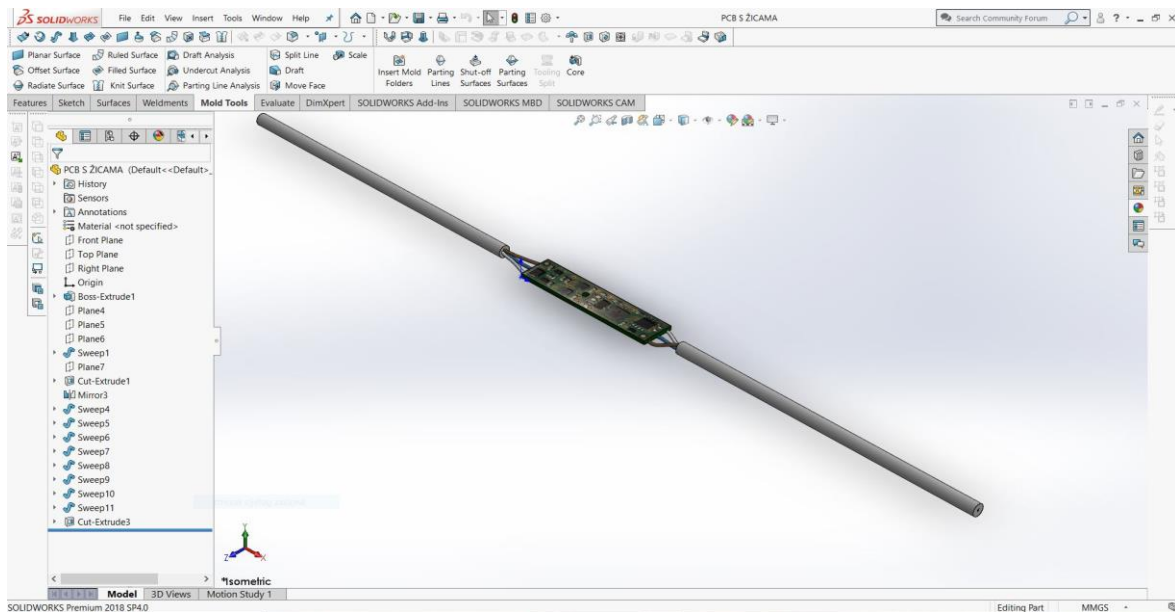 SOLIDWORKS File Edit View Insert Tools Window Help PCB S ŽICAMA Search Community Forum
Planar Surface Ruled Surface Draft Analysis Split Line Scale
Offset Surface Filled Surface Undercut Analysis Draft
Radiate Surface Knit Surface Parting Line Analysis Move Face
Insert Mold Folders Parting Lines Shut-off Surfaces Parting Surfaces Tooling Split Core
Features Sketch Surfaces Weldments Mold Tools Evaluate DimXpert SOLIDWORKS Add-Ins SOLIDWORKS MBD SOLIDWORKS CAM
PCB S ŽICAMA (Default<<Default>_
History
Sensors
Annotations
Material <not specified>
Front Plane
Top Plane
Right Plane
Origin
Boss-Extrude1
Plane4
Plane5
Plane6
Sweep1
Plane7
Cut-Extrude1
Mirror3
Sweep4
Sweep5
Sweep6
Sweep7
Sweep8
Sweep9
Sweep10
Sweep11
Cut-Extrude3
Y
Z X
*Isometric
Model 3D Views Motion Study 1
SOLIDWORKS Premium 2018 SP4.0 Editing Part MMGS